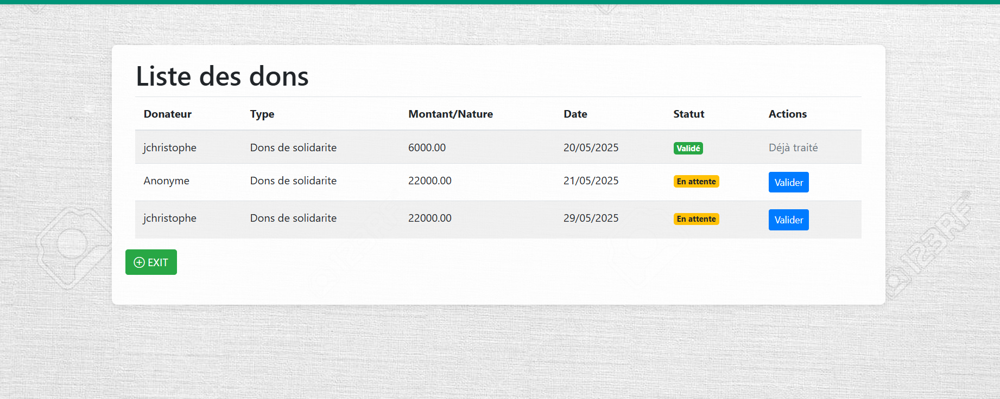 Liste des dons
Donateur Type Montant/Nature Date Statut Actions
jchristophe Dons de solidarite 6000.00 20/05/2025 Validé Déjà traité
Anonyme Dons de solidarite 22000.00 21/05/2025 En attente Valider
jchristophe Dons de solidarite 22000.00 29/05/2025 En attente Valider
EXIT
123RF®
123RF